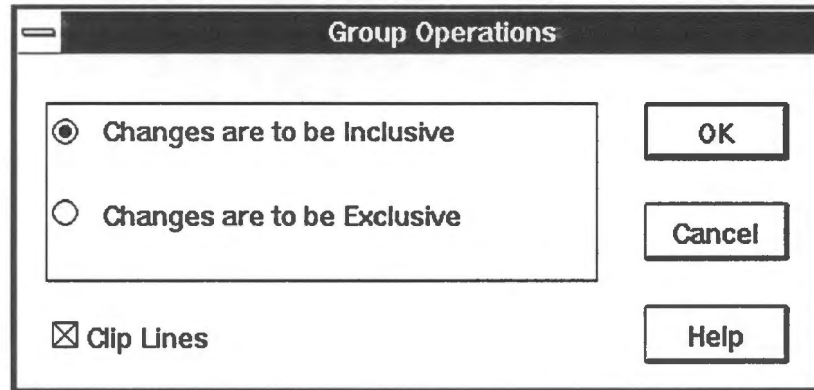 Group Operations
Changes are to be Inclusive
OK
Changes are to be Exclusive
Cancel
Clip Lines
Help